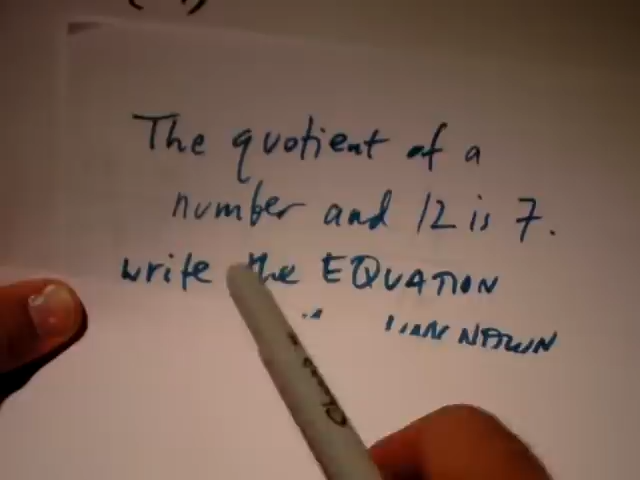 The quotient of a
number and 12 is 7.
write the EQUATION